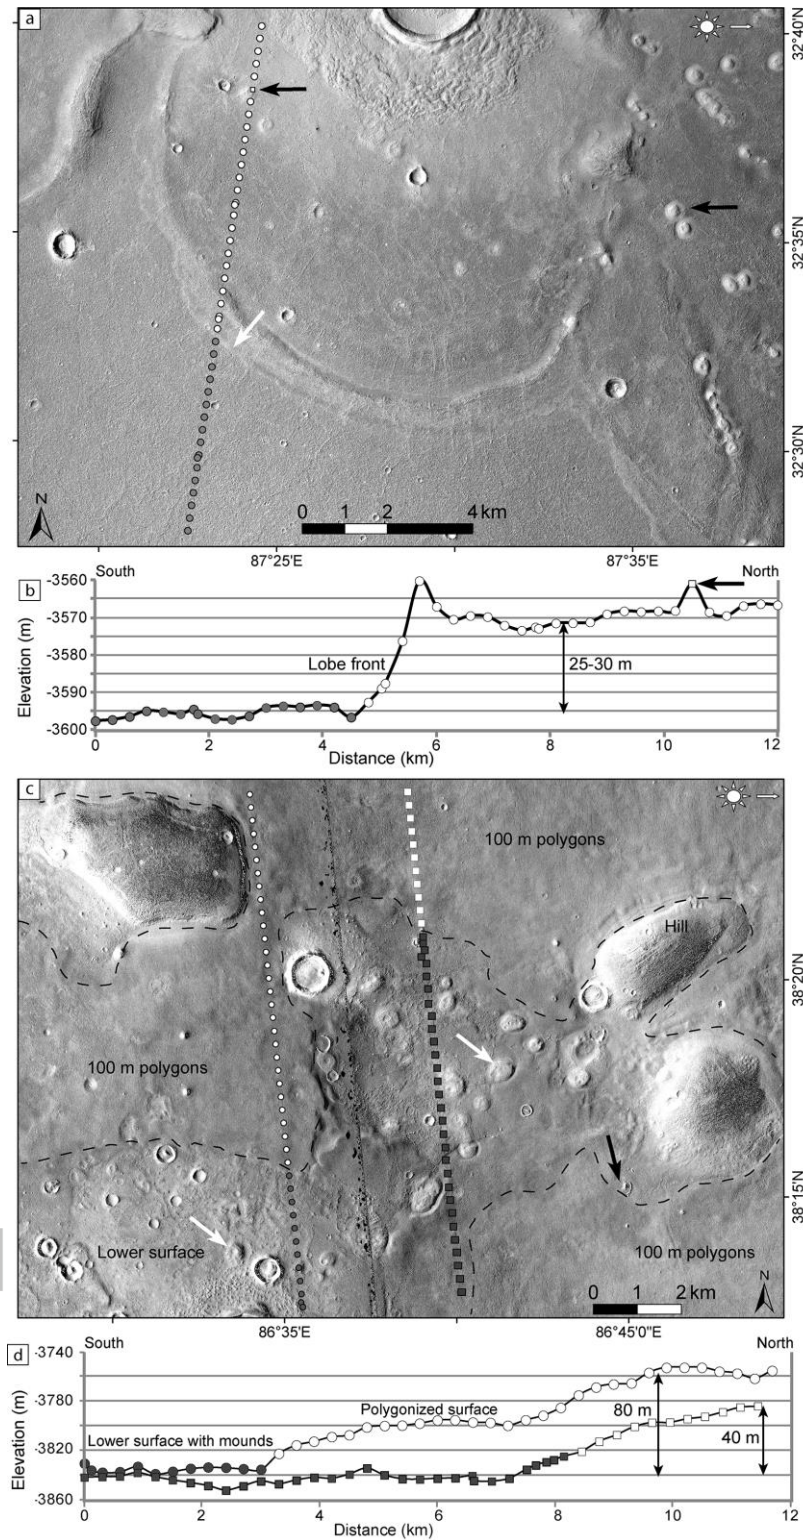 a
32°40'N
32°35'N
32°30'N
N
0 1 2 4 km
87°25'E 87°35'E
b
South North
Elevation (m)
-3560
-3570
-3580
-3590
-3600
Lobe front
25-30 m
0 2 4 6 8 10 12
Distance (km)
c
100 m polygons
Hill
38°20'N
100 m polygons
38°15'N
Lower surface
100 m polygons
0 1 2 km
N
86°35'E 86°45'0"E
d
South North
Elevation (m)
-3740
-3780
-3820
-3860
Polygonized surface
80 m
Lower surface with mounds
40 m
0 2 4 6 8 10 12
Distance (km)